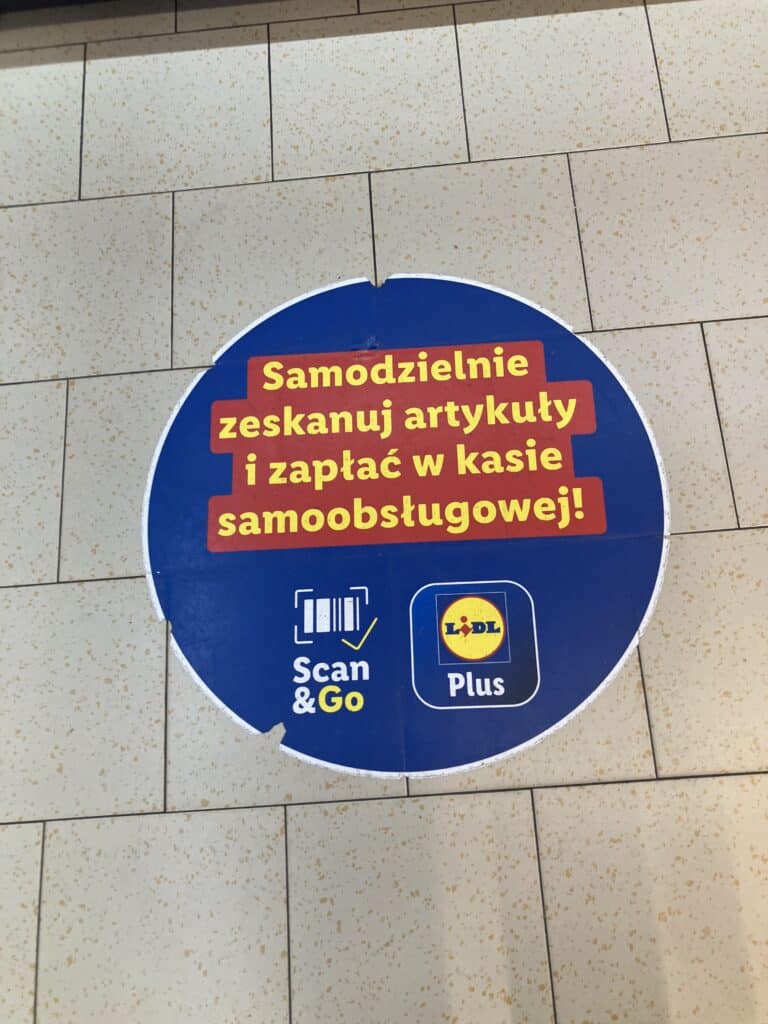 Samodzielnie
zeskanuj artykuły
i zapłać w kasie
samoobsługowej!
Scan
&Go
LiDL
Plus